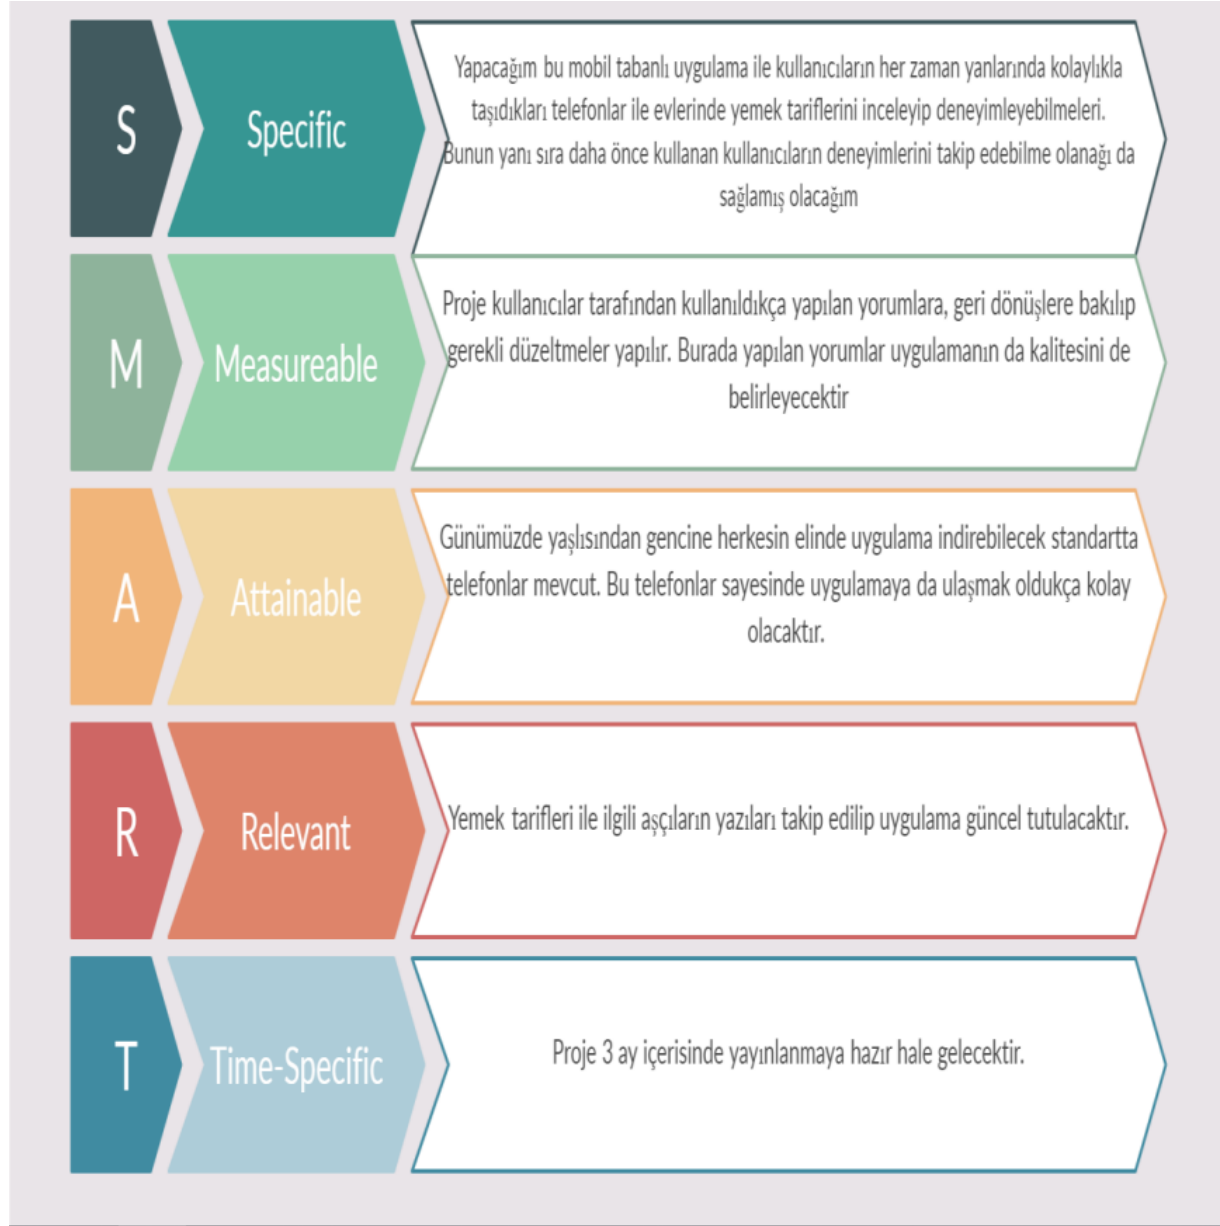 S
Specific
Yapacağım bu mobil tabanlı uygulama ile kullanıcıların her zaman yanlarında kolaylıkla
taşıdıkları telefonlar ile evlerinde yemek tariflerini inceleyip deneyimleyebilmeleri.
Bunun yanı sıra daha önce kullanan kullanıcıların deneyimlerini takip edebilme olanağı da
sağlamış olacağım
M
Measureable
Proje kullanıcılar tarafından kullanıldıkça yapılan yorumlara, geri dönüşlere bakılıp
gerekli düzeltmeler yapılır. Burada yapılan yorumlar uygulamanın da kalitesini de
belirleyecektir
A
Attainable
Günümüzde yaşlısından gencine herkesin elinde uygulama indirebilecek standartta
telefonlar mevcut. Bu telefonlar sayesinde uygulamaya da ulaşmak oldukça kolay
olacaktır.
R
Relevant
Yemek tarifleri ile ilgili aşçıların yazıları takip edilip uygulama güncel tutulacaktır.
T
Time-Specific
Proje 3 ay içerisinde yayınlanmaya hazır hale gelecektir.